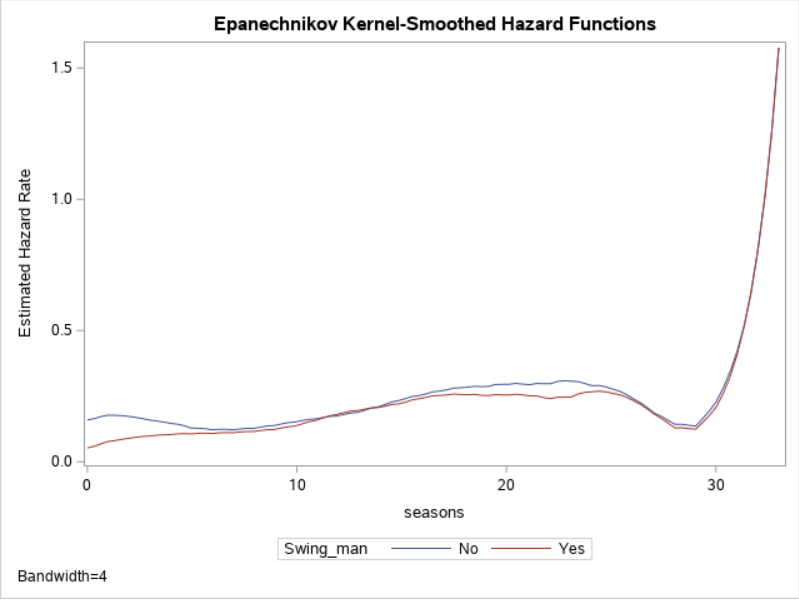 Epanechnikov Kernel-Smoothed Hazard Functions
Estimated Hazard Rate
1.5
1.0
0.5
0.0
0 10 20 30
seasons
Swing_man No Yes
Bandwidth=4